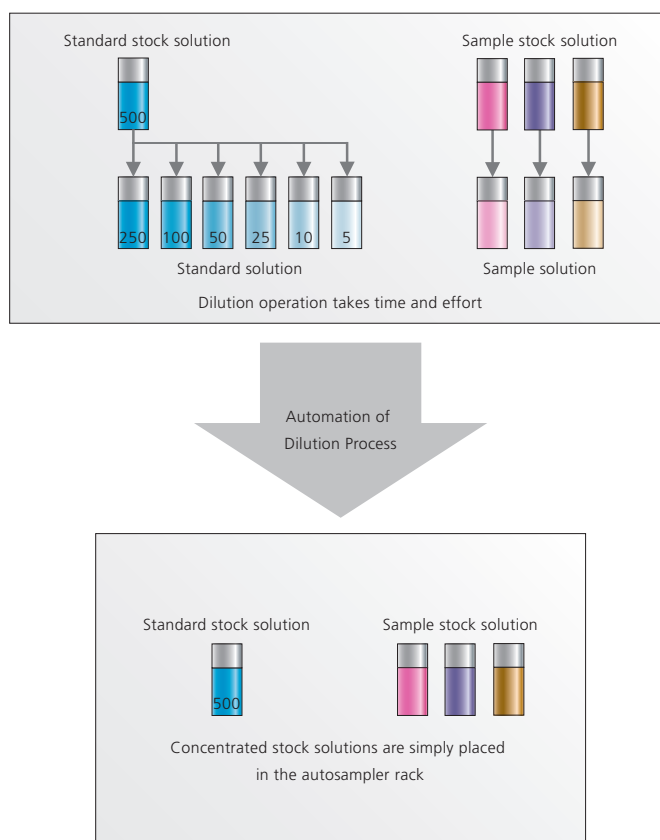 Standard stock solution
Sample stock solution
500
250
100
50
25
10
5
Standard solution
Sample solution
Dilution operation takes time and effort
Automation of
Dilution Process
Standard stock solution
Sample stock solution
500
Concentrated stock solutions are simply placed
in the autosampler rack